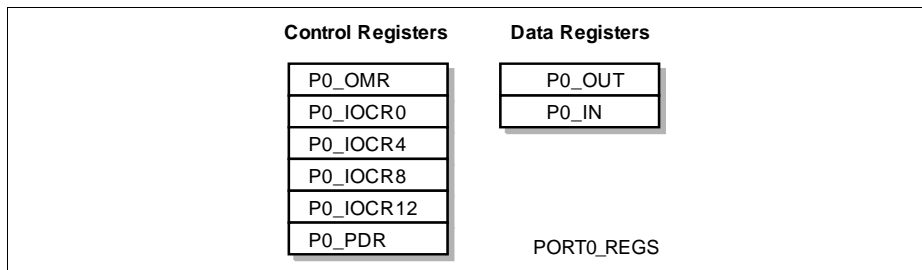 Control Registers
P0_OMR
P0_IOCR0
P0_IOCR4
P0_IOCR8
P0_IOCR12
P0_PDR
Data Registers
P0_OUT
P0_IN
PORT0_REGS